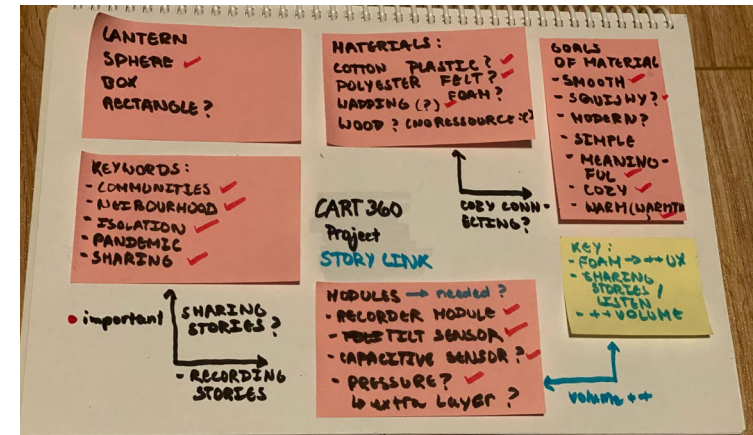 LANTERN
SPHERE
BOX
RECTANGLE?
MATERIALS:
COTTON PLASTIC?
POLYESTER FELT?
WADDING (?) FOAM?
WOOD? (NO RESSOURCE :(
GOALS
OF MATERIAL
- SMOOTH
- SQUISHY?
- MODERN?
- SIMPLE
- MEANING-
FUL
- COZY
- WARM (WARMTH
KEYWORDS:
- COMMUNITIES
- NEIBOURHOOD
- ISOLATION
- PANDEMIC
- SHARING
CART 360
Project
STORY LINK
COZY CONN-
ECTING?
KEY:
- FOAM → ++ UX
- SHARING
STORIES /
LISTEN
- ++ VOLUME
important
SHARING
STORIES?
- RECORDING
STORIES
MODULES → needed?
- RECORDER MODULE
- TILT SENSOR
- CAPACITIVE SENSOR?
- PRESSURE?
↳ extra layer?
volume ++